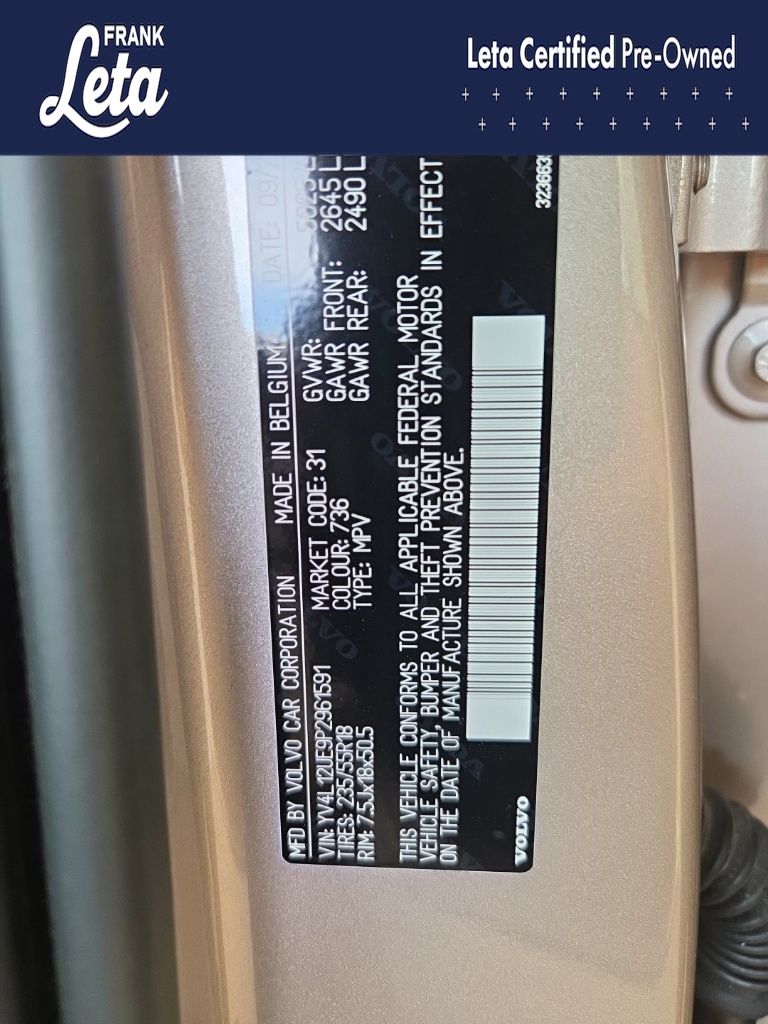 FRANK
Leta
Leta Certified Pre-Owned
MFD BY VOLVO CAR CORPORATION MADE IN BELGIUM DATE: 09/
VIN: YV4L12UE9P2961591 MARKET CODE: 31 GVWR:
TIRES: 235/55R18 COLOUR: 736 GAWR FRONT: 2645 L
RIM: 7.5Jx18x50.5 TYPE: MPV GAWR REAR: 2490 L
THIS VEHICLE CONFORMS TO ALL APPLICABLE FEDERAL MOTOR
VEHICLE SAFETY, BUMPER AND THEFT PREVENTION STANDARDS IN EFFECT
ON THE DATE OF MANUFACTURE SHOWN ABOVE.
VOLVO
323663